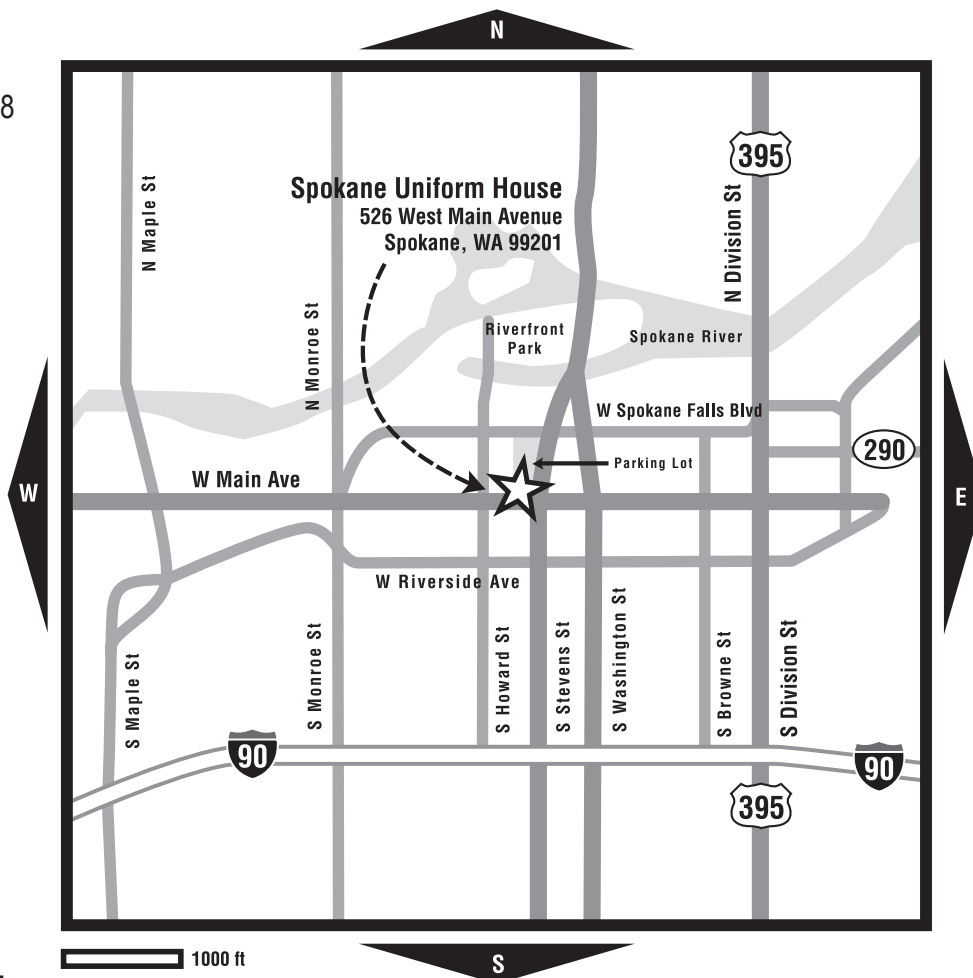 N
8
395
Spokane Uniform House
526 West Main Avenue
Spokane, WA 99201
N Maple St
N Monroe St
N Division St
Riverfront
Park
Spokane River
W Spokane Falls Blvd
290
Parking Lot
W Main Ave
W
E
W Riverside Ave
S Maple St
S Monroe St
S Howard St
S Stevens St
S Washington St
S Browne St
S Division St
90
90
395
1000 ft
S